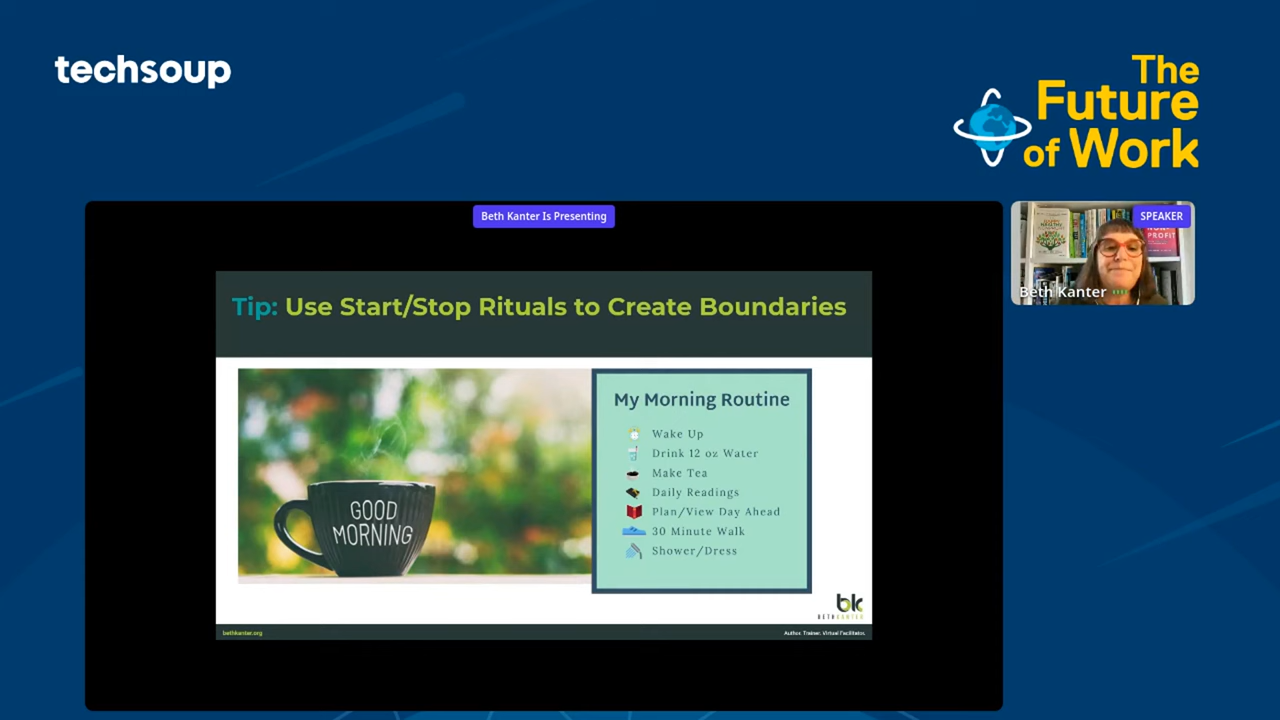 techsoup
The
Future
of Work
Beth Kanter Is Presenting
SPEAKER
Beth Kanter
Tip: Use Start/Stop Rituals to Create Boundaries
GOOD
MORNING
My Morning Routine
Wake Up
Drink 12 oz Water
Make Tea
Daily Readings
Plan/View Day Ahead
30 Minute Walk
Shower/Dress
blk
BETHKANTER
bethkanter.org
Author. Trainer. Virtual Facilitator.